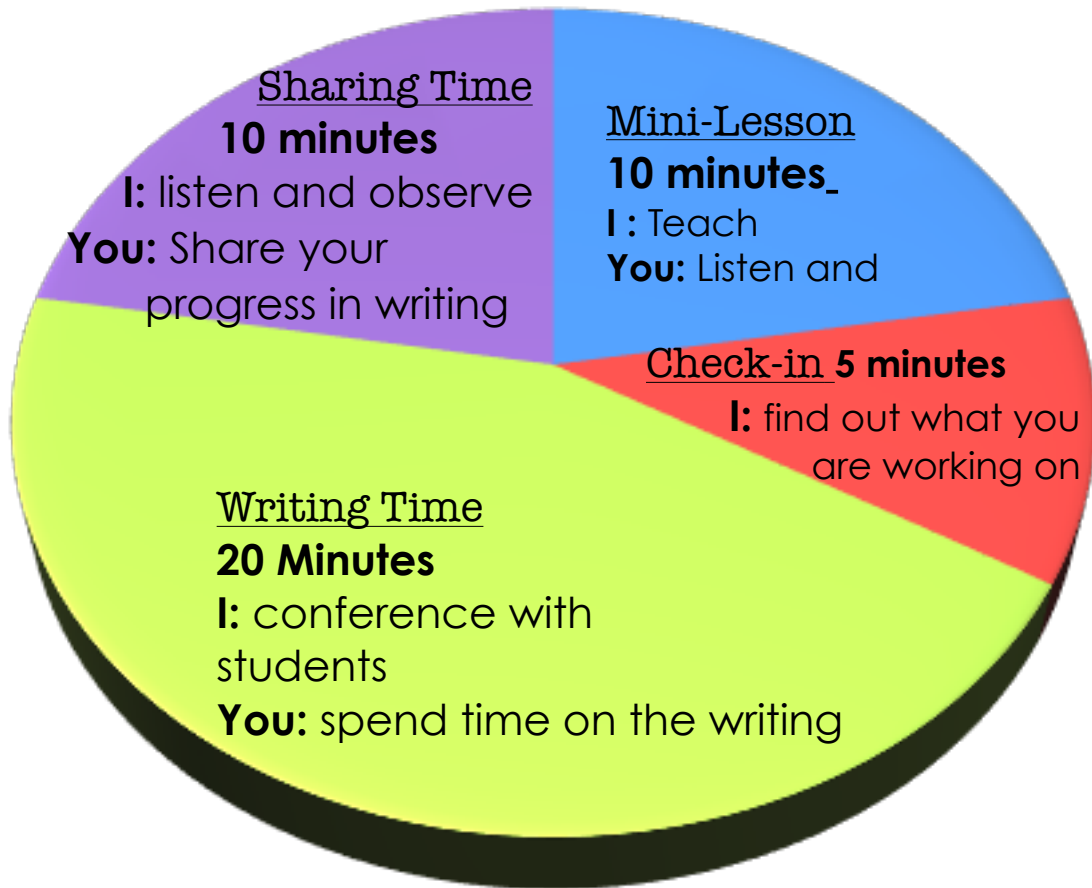 Sharing Time
10 minutes
I: listen and observe
You: Share your
progress in writing
Mini-Lesson
10 minutes
I : Teach
You: Listen and
Check-in 5 minutes
I: find out what you
are working on
Writing Time
20 Minutes
I: conference with
students
You: spend time on the writing